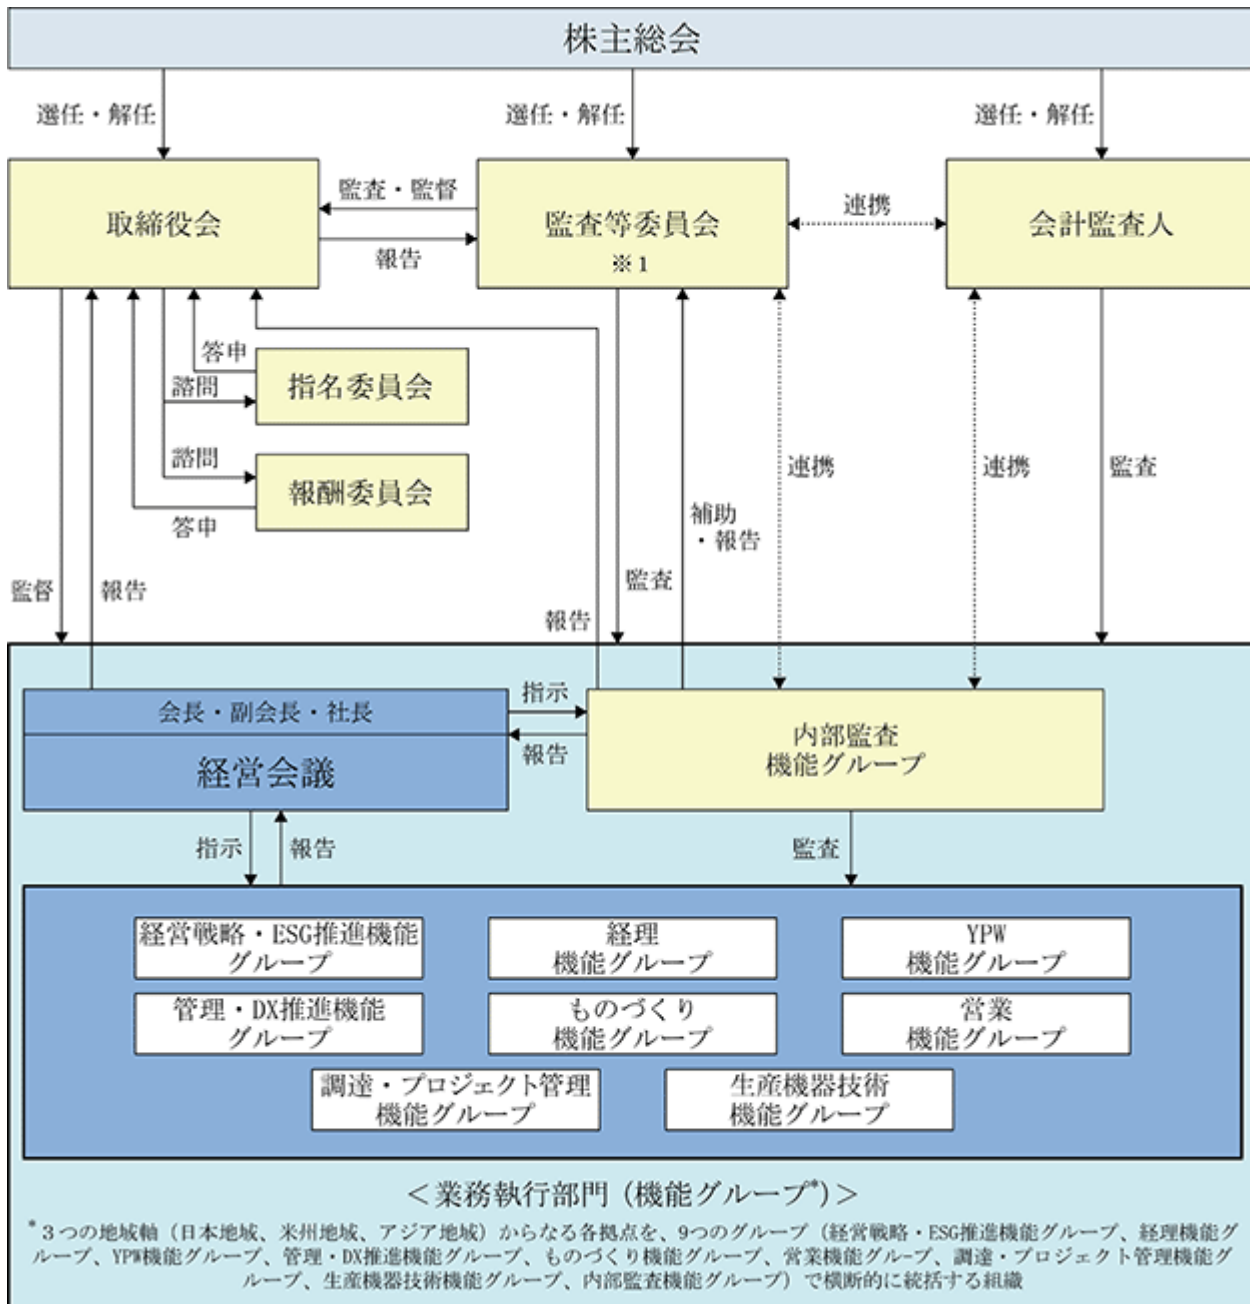 株主総会
選任・解任
選任・解任
選任・解任
取締役会
監査・監督
報告
監査等委員会
※1
連携
会計監査人
答申
諮問
指名委員会
諮問
答申
報酬委員会
監督
報告
報告
監査
補助
・報告
連携
連携
監査
会長・副会長・社長
経営会議
指示
報告
内部監査
機能グループ
指示
報告
監査
経営戦略・ESG推進機能
グループ
経理
機能グループ
YPW
機能グループ
管理・DX推進機能
グループ
ものづくり
機能グループ
営業
機能グループ
調達・プロジェクト管理
機能グループ
生産機器技術
機能グループ
＜業務執行部門（機能グループ*）＞
*３つの地域軸（日本地域、米州地域、アジア地域）からなる各拠点を、9つのグループ（経営戦略・ESG推進機能グループ、経理機能グ
ループ、YPW機能グループ、管理・DX推進機能グループ、ものづくり機能グループ、営業機能グループ、調達・プロジェクト管理機能グ
ループ、生産機器技術機能グループ、内部監査機能グループ）で横断的に統括する組織